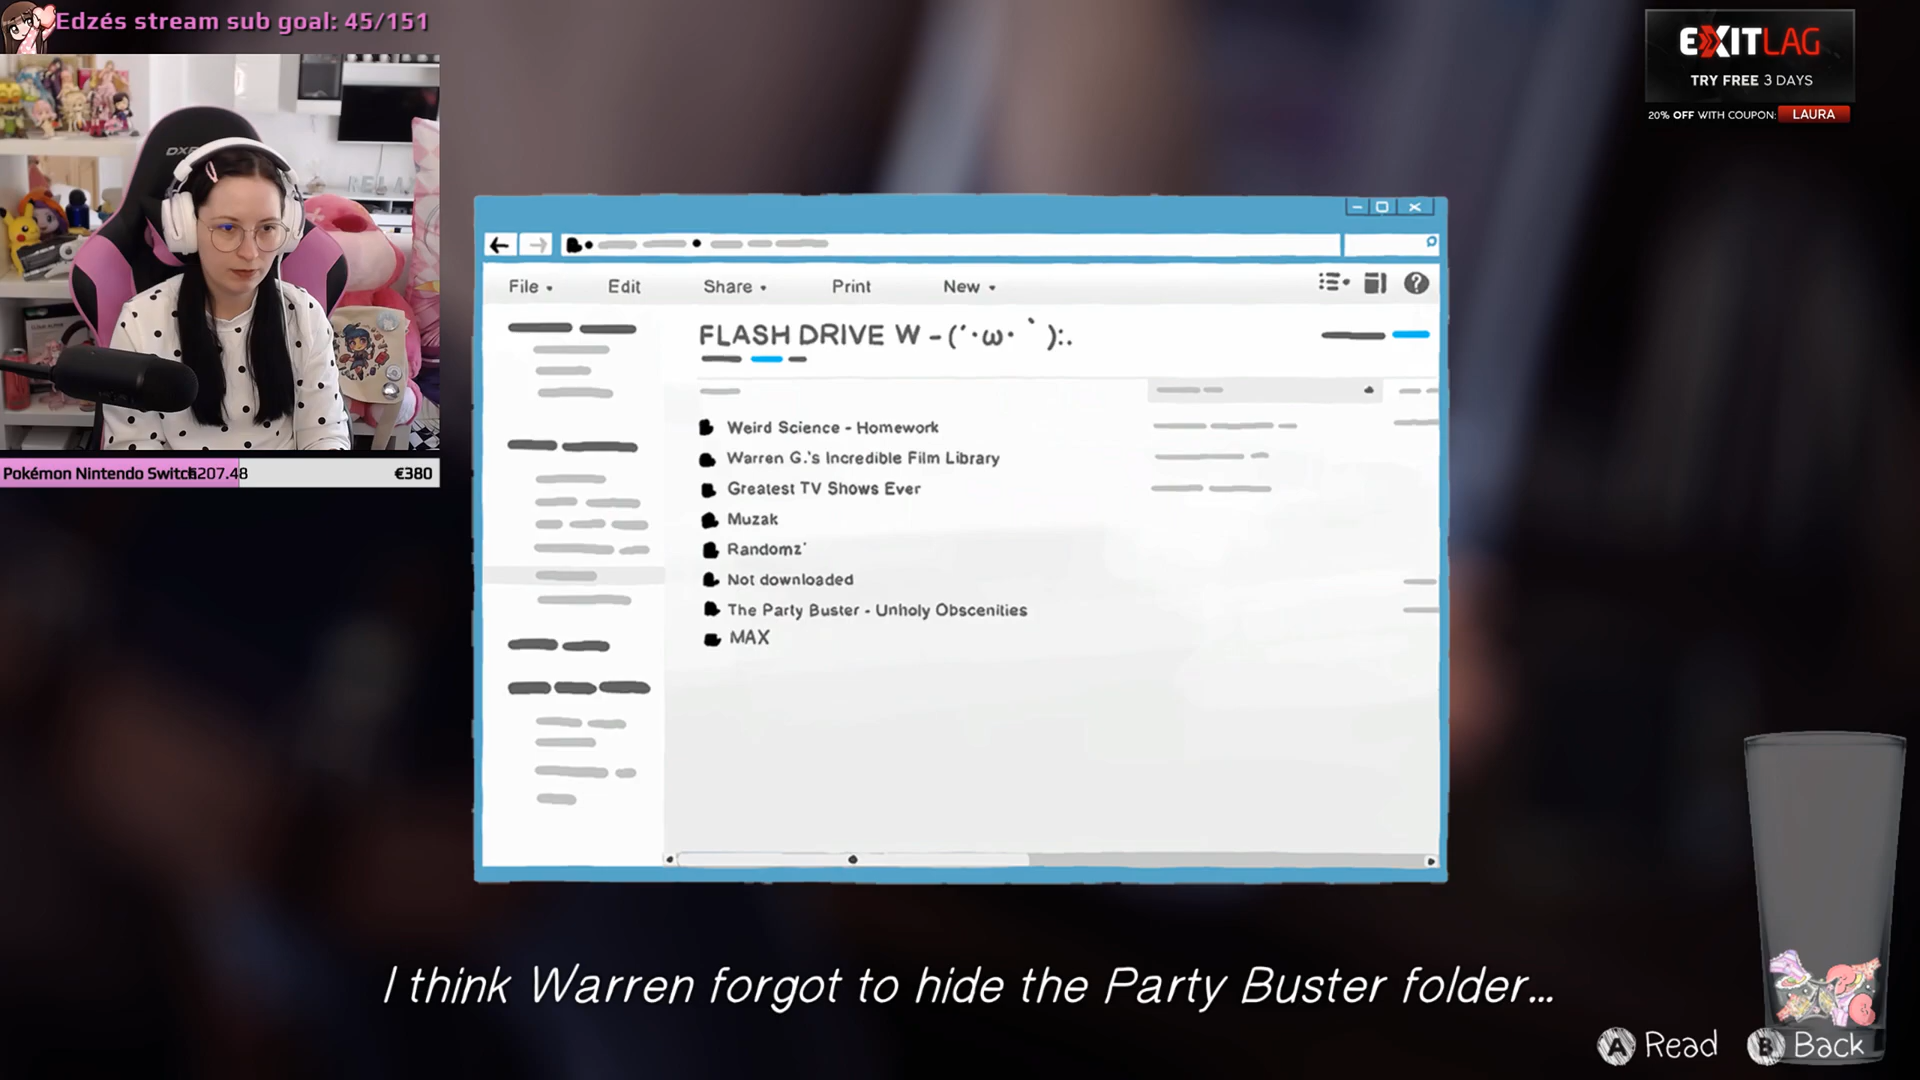 Edzés stream sub goal: 45/151
EXITLAG
TRY FREE 3 DAYS
20% OFF WITH COUPON: LAURA
DXR
RELAX
Pokémon Nintendo Switch
207.48
€380
File
Edit
Share
Print
New
FLASH DRIVE W - (´･ω･`):.
Weird Science - Homework
Warren G.'s Incredible Film Library
Greatest TV Shows Ever
Muzak
Randomz'
Not downloaded
The Party Buster - Unholy Obscenities
MAX
I think Warren forgot to hide the Party Buster folder...
A Read
B Back